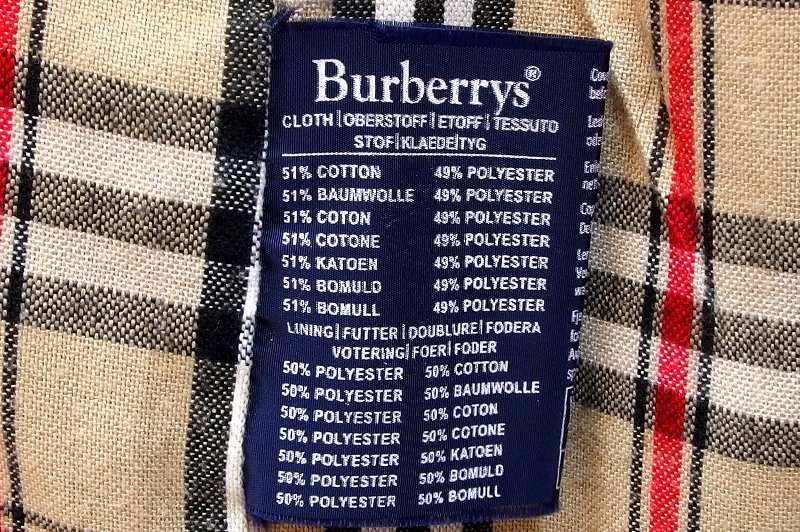 Burberrys®
CLOTH|OBERSTOFF|ETOFF|TESSUTO
STOF|KLAEDE|TYG
51% COTTON 49% POLYESTER
51% BAUMWOLLE 49% POLYESTER
51% COTON 49% POLYESTER
51% COTONE 49% POLYESTER
51% KATOEN 49% POLYESTER
51% BOMULD 49% POLYESTER
51% BOMULL 49% POLYESTER
LINING|FUTTER|DOUBLURE|FODERA
VOTERING|FOER|FODER
50% POLYESTER 50% COTTON
50% POLYESTER 50% BAUMWOLLE
50% POLYESTER 50% COTON
50% POLYESTER 50% COTONE
50% POLYESTER 50% KATOEN
50% POLYESTER 50% BOMULD
50% POLYESTER 50% BOMULL